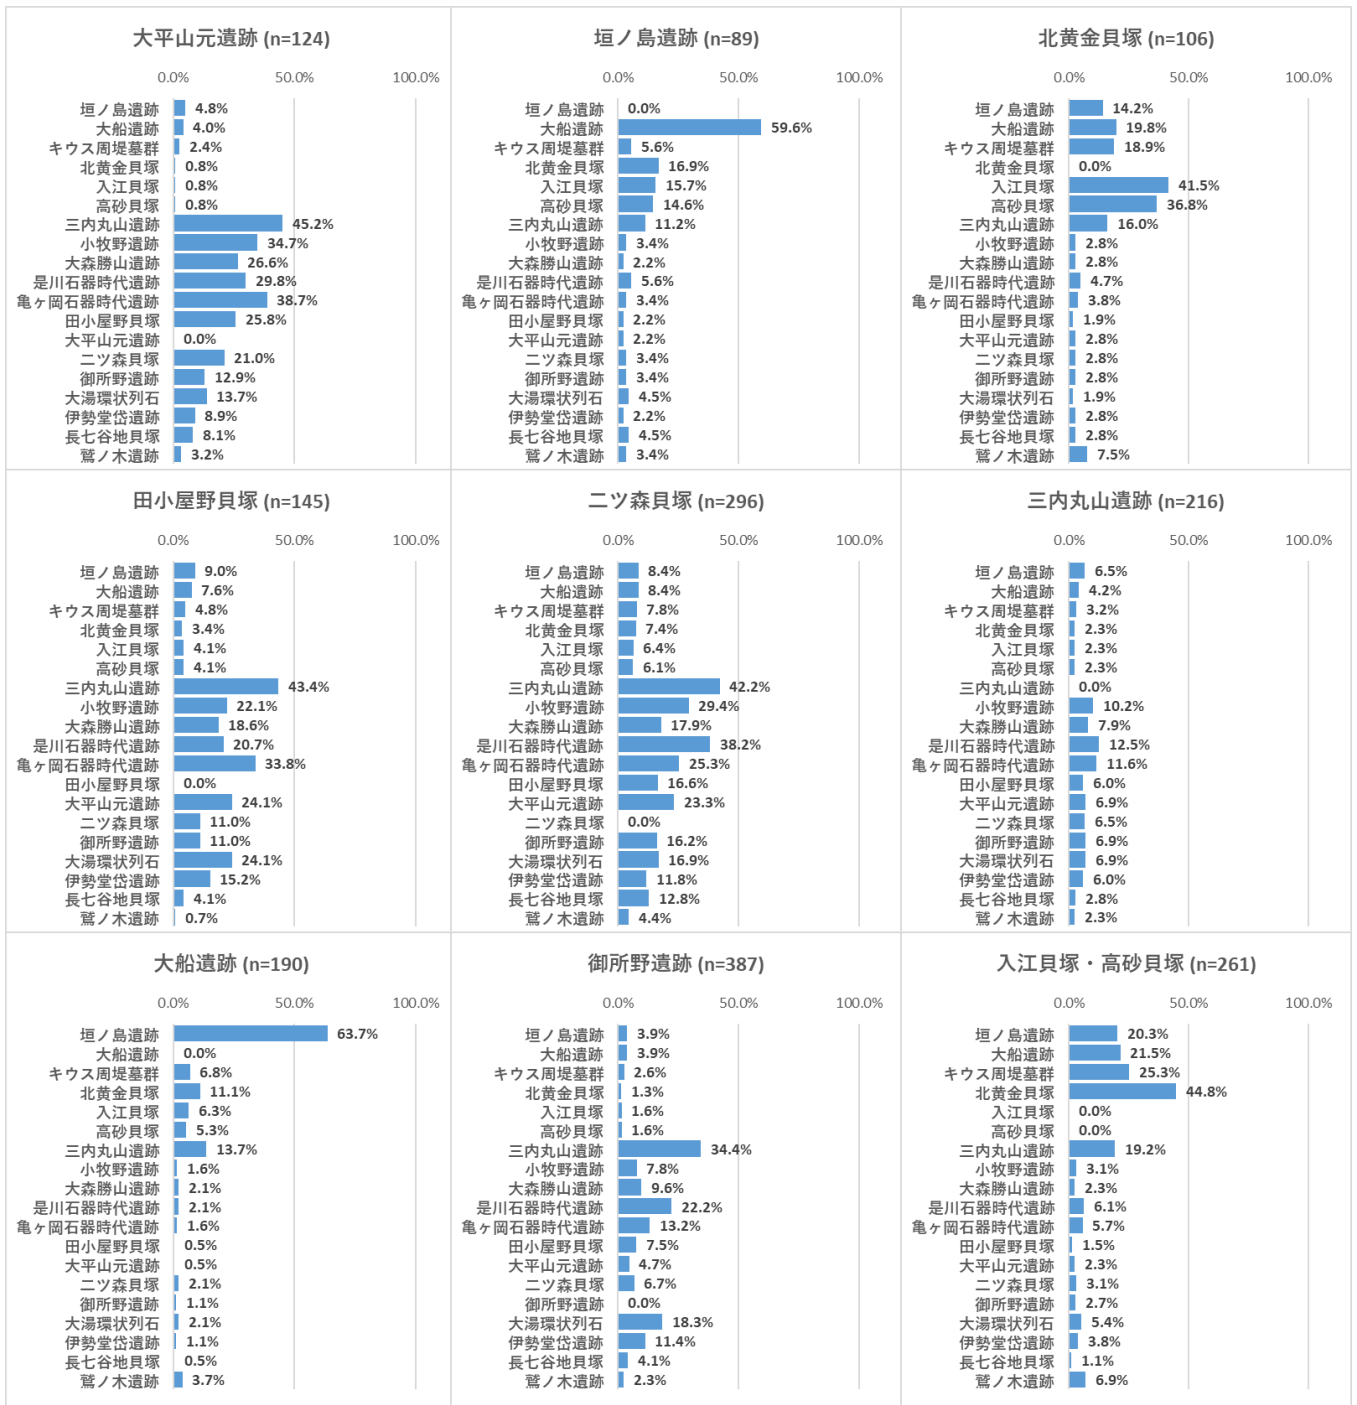 大平山元遺跡 (n=124)
0.0% 50.0% 100.0%
垣ノ島遺跡 4.8%
大船遺跡 4.0%
キウス周堤墓群 2.4%
北黄金貝塚 0.8%
入江貝塚 0.8%
高砂貝塚 0.8%
三内丸山遺跡 45.2%
小牧野遺跡 34.7%
大森勝山遺跡 26.6%
是川石器時代遺跡 29.8%
亀ヶ岡石器時代遺跡 38.7%
田小屋野貝塚 25.8%
大平山元遺跡 0.0%
二ツ森貝塚 21.0%
御所野遺跡 12.9%
大湯環状列石 13.7%
伊勢堂岱遺跡 8.9%
長七谷地貝塚 8.1%
鷲ノ木遺跡 3.2%
垣ノ島遺跡 (n=89)
0.0% 50.0% 100.0%
垣ノ島遺跡 0.0%
大船遺跡 59.6%
キウス周堤墓群 5.6%
北黄金貝塚 16.9%
入江貝塚 15.7%
高砂貝塚 14.6%
三内丸山遺跡 11.2%
小牧野遺跡 3.4%
大森勝山遺跡 2.2%
是川石器時代遺跡 5.6%
亀ヶ岡石器時代遺跡 3.4%
田小屋野貝塚 2.2%
大平山元遺跡 2.2%
二ツ森貝塚 3.4%
御所野遺跡 3.4%
大湯環状列石 4.5%
伊勢堂岱遺跡 2.2%
長七谷地貝塚 4.5%
鷲ノ木遺跡 3.4%
北黄金貝塚 (n=106)
0.0% 50.0% 100.0%
垣ノ島遺跡 14.2%
大船遺跡 19.8%
キウス周堤墓群 18.9%
北黄金貝塚 0.0%
入江貝塚 41.5%
高砂貝塚 36.8%
三内丸山遺跡 16.0%
小牧野遺跡 2.8%
大森勝山遺跡 2.8%
是川石器時代遺跡 4.7%
亀ヶ岡石器時代遺跡 3.8%
田小屋野貝塚 1.9%
大平山元遺跡 2.8%
二ツ森貝塚 2.8%
御所野遺跡 2.8%
大湯環状列石 1.9%
伊勢堂岱遺跡 2.8%
長七谷地貝塚 2.8%
鷲ノ木遺跡 7.5%
田小屋野貝塚 (n=145)
0.0% 50.0% 100.0%
垣ノ島遺跡 9.0%
大船遺跡 7.6%
キウス周堤墓群 4.8%
北黄金貝塚 3.4%
入江貝塚 4.1%
高砂貝塚 4.1%
三内丸山遺跡 43.4%
小牧野遺跡 22.1%
大森勝山遺跡 18.6%
是川石器時代遺跡 20.7%
亀ヶ岡石器時代遺跡 33.8%
田小屋野貝塚 0.0%
大平山元遺跡 24.1%
二ツ森貝塚 11.0%
御所野遺跡 11.0%
大湯環状列石 24.1%
伊勢堂岱遺跡 15.2%
長七谷地貝塚 4.1%
鷲ノ木遺跡 0.7%
二ツ森貝塚 (n=296)
0.0% 50.0% 100.0%
垣ノ島遺跡 8.4%
大船遺跡 8.4%
キウス周堤墓群 7.8%
北黄金貝塚 7.4%
入江貝塚 6.4%
高砂貝塚 6.1%
三内丸山遺跡 42.2%
小牧野遺跡 29.4%
大森勝山遺跡 17.9%
是川石器時代遺跡 38.2%
亀ヶ岡石器時代遺跡 25.3%
田小屋野貝塚 16.6%
大平山元遺跡 23.3%
二ツ森貝塚 0.0%
御所野遺跡 16.2%
大湯環状列石 16.9%
伊勢堂岱遺跡 11.8%
長七谷地貝塚 12.8%
鷲ノ木遺跡 4.4%
三内丸山遺跡 (n=216)
0.0% 50.0% 100.0%
垣ノ島遺跡 6.5%
大船遺跡 4.2%
キウス周堤墓群 3.2%
北黄金貝塚 2.3%
入江貝塚 2.3%
高砂貝塚 2.3%
三内丸山遺跡 0.0%
小牧野遺跡 10.2%
大森勝山遺跡 7.9%
是川石器時代遺跡 12.5%
亀ヶ岡石器時代遺跡 11.6%
田小屋野貝塚 6.0%
大平山元遺跡 6.9%
二ツ森貝塚 6.5%
御所野遺跡 6.9%
大湯環状列石 6.9%
伊勢堂岱遺跡 6.0%
長七谷地貝塚 2.8%
鷲ノ木遺跡 2.3%
大船遺跡 (n=190)
0.0% 50.0% 100.0%
垣ノ島遺跡 63.7%
大船遺跡 0.0%
キウス周堤墓群 6.8%
北黄金貝塚 11.1%
入江貝塚 6.3%
高砂貝塚 5.3%
三内丸山遺跡 13.7%
小牧野遺跡 1.6%
大森勝山遺跡 2.1%
是川石器時代遺跡 2.1%
亀ヶ岡石器時代遺跡 1.6%
田小屋野貝塚 0.5%
大平山元遺跡 0.5%
二ツ森貝塚 2.1%
御所野遺跡 1.1%
大湯環状列石 2.1%
伊勢堂岱遺跡 1.1%
長七谷地貝塚 0.5%
鷲ノ木遺跡 3.7%
御所野遺跡 (n=387)
0.0% 50.0% 100.0%
垣ノ島遺跡 3.9%
大船遺跡 3.9%
キウス周堤墓群 2.6%
北黄金貝塚 1.3%
入江貝塚 1.6%
高砂貝塚 1.6%
三内丸山遺跡 34.4%
小牧野遺跡 7.8%
大森勝山遺跡 9.6%
是川石器時代遺跡 22.2%
亀ヶ岡石器時代遺跡 13.2%
田小屋野貝塚 7.5%
大平山元遺跡 4.7%
二ツ森貝塚 6.7%
御所野遺跡 0.0%
大湯環状列石 18.3%
伊勢堂岱遺跡 11.4%
長七谷地貝塚 4.1%
鷲ノ木遺跡 2.3%
入江貝塚・高砂貝塚 (n=261)
0.0% 50.0% 100.0%
垣ノ島遺跡 20.3%
大船遺跡 21.5%
キウス周堤墓群 25.3%
北黄金貝塚 44.8%
入江貝塚 0.0%
高砂貝塚 0.0%
三内丸山遺跡 19.2%
小牧野遺跡 3.1%
大森勝山遺跡 2.3%
是川石器時代遺跡 6.1%
亀ヶ岡石器時代遺跡 5.7%
田小屋野貝塚 1.5%
大平山元遺跡 2.3%
二ツ森貝塚 3.1%
御所野遺跡 2.7%
大湯環状列石 5.4%
伊勢堂岱遺跡 3.8%
長七谷地貝塚 1.1%
鷲ノ木遺跡 6.9%